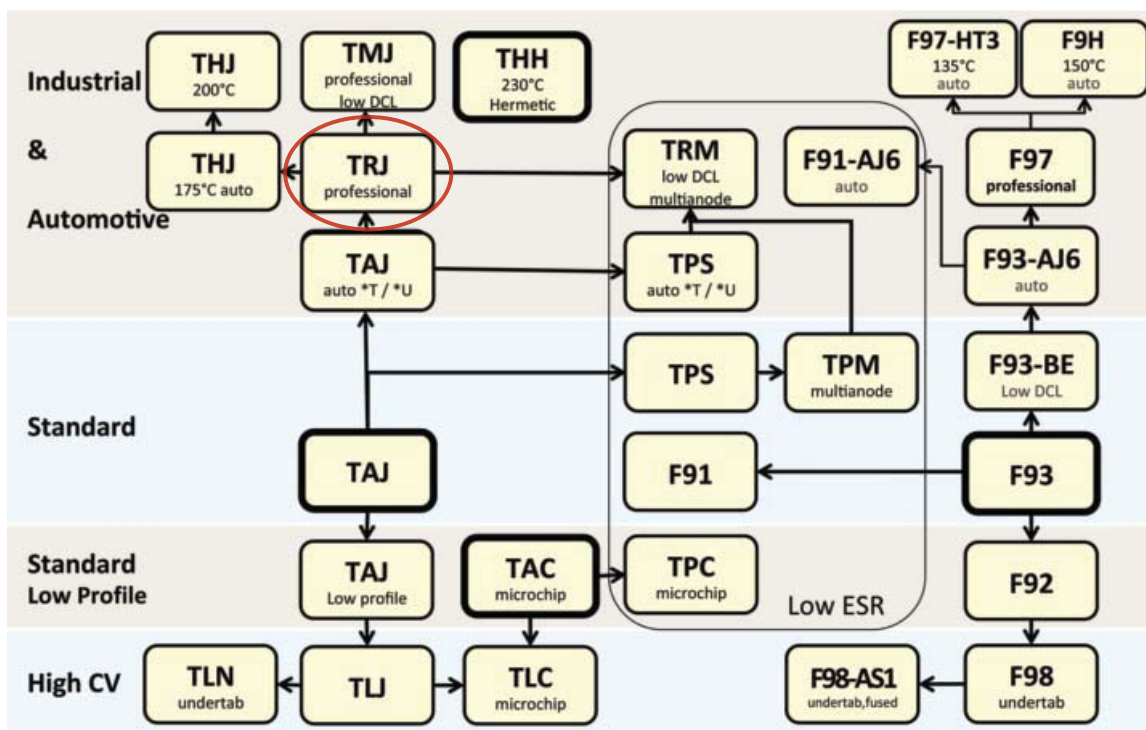 Industrial
&
Automotive
THJ
200°C
TMJ
professional
low DCL
THH
230°C
Hermetic
F97-HT3
135°C
auto
F9H
150°C
auto
THJ
175°C auto
TRJ
professional
TRM
low DCL
multianode
F91-AJ6
auto
F97
professional
TAJ
auto *T / *U
TPS
auto *T / *U
F93-AJ6
auto
Standard
TPS
TPM
multianode
F93-BE
Low DCL
TAJ
F91
F93
Standard
Low Profile
TAJ
Low profile
TAC
microchip
TPC
microchip
Low ESR
F92
High CV
TLN
undertab
TLJ
TLC
microchip
F98-AS1
undertab,fused
F98
undertab